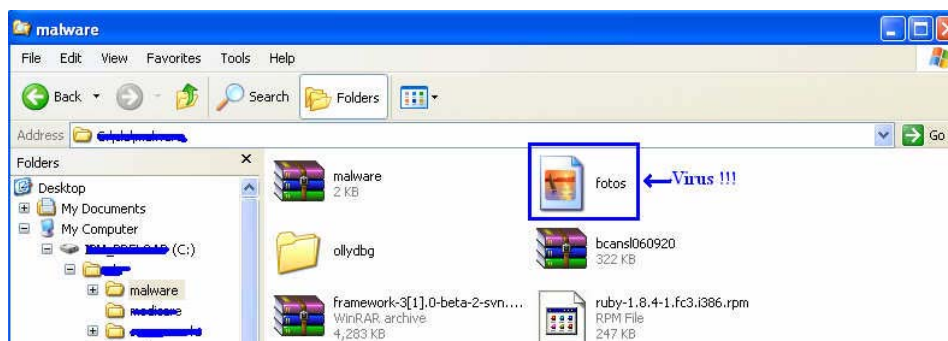 malware
File Edit View Favorites Tools Help
Back Search Folders
Address Go
Folders x
Desktop
My Documents
My Computer
(C:)
malware
malware
2 KB
fotos
Virus !!!
ollydbg
bcansl060920
322 KB
framework-3[1].0-beta-2-svn....
WinRAR archive
4,283 KB
ruby-1.8.4-1.fc3.i386.rpm
RPM File
247 KB